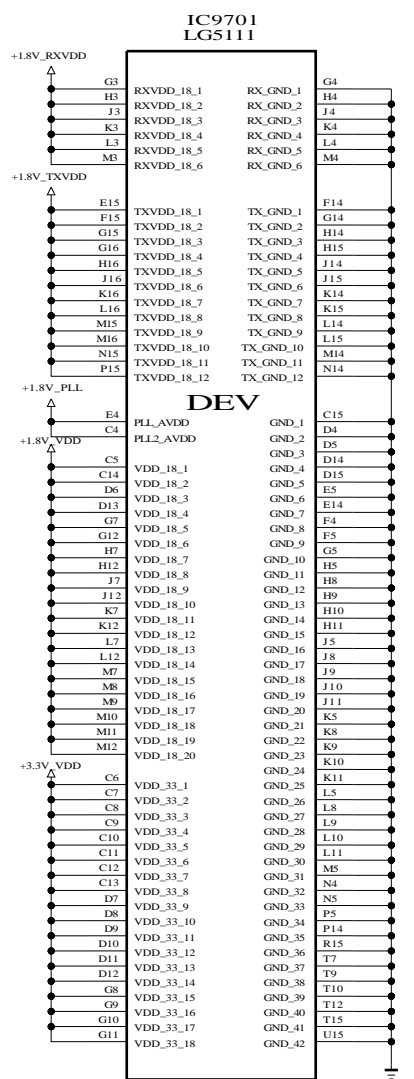 IC9701
LG5111
+1.8V_RXVDD
G3 RXVDD_18_1 RX_GND_1 G4
H3 RXVDD_18_2 RX_GND_2 H4
J3 RXVDD_18_3 RX_GND_3 J4
K3 RXVDD_18_4 RX_GND_4 K4
L3 RXVDD_18_5 RX_GND_5 L4
M3 RXVDD_18_6 RX_GND_6 M4
+1.8V_TXVDD
E15 TXVDD_18_1 TX_GND_1 F14
F15 TXVDD_18_2 TX_GND_2 G14
G15 TXVDD_18_3 TX_GND_3 H14
G16 TXVDD_18_4 TX_GND_4 H15
H16 TXVDD_18_5 TX_GND_5 J14
J16 TXVDD_18_6 TX_GND_6 J15
K16 TXVDD_18_7 TX_GND_7 K14
L16 TXVDD_18_8 TX_GND_8 K15
M15 TXVDD_18_9 TX_GND_9 L14
M16 TXVDD_18_10 TX_GND_10 L15
N15 TXVDD_18_11 TX_GND_11 M14
P15 TXVDD_18_12 TX_GND_12 N14
+1.8V_PLL
DEV
E4 PLL_AVDD GND_1 C15
C4 PLL2_AVDD GND_2 D4
+1.8V_VDD
GND_3 D5
C5 VDD_18_1 GND_4 D14
C14 VDD_18_2 GND_5 D15
D6 VDD_18_3 GND_6 E5
D13 VDD_18_4 GND_7 E14
G7 VDD_18_5 GND_8 F4
G12 VDD_18_6 GND_9 F5
H7 VDD_18_7 GND_10 G5
H12 VDD_18_8 GND_11 H5
J7 VDD_18_9 GND_12 H8
J12 VDD_18_10 GND_13 H9
K7 VDD_18_11 GND_14 H10
K12 VDD_18_12 GND_15 H11
L7 VDD_18_13 GND_16 J5
L12 VDD_18_14 GND_17 J8
M7 VDD_18_15 GND_18 J9
M8 VDD_18_16 GND_19 J10
M9 VDD_18_17 GND_20 J11
M10 VDD_18_18 GND_21 K5
M11 VDD_18_19 GND_22 K8
M12 VDD_18_20 GND_23 K9
+3.3V_VDD
GND_24 K10
C6 VDD_33_1 GND_25 K11
C7 VDD_33_2 GND_26 L5
C8 VDD_33_3 GND_27 L8
C9 VDD_33_4 GND_28 L9
C10 VDD_33_5 GND_29 L10
C11 VDD_33_6 GND_30 L11
C12 VDD_33_7 GND_31 M5
C13 VDD_33_8 GND_32 N4
D7 VDD_33_9 GND_33 N5
D8 VDD_33_10 GND_34 P5
D9 VDD_33_11 GND_35 P14
D10 VDD_33_12 GND_36 R15
D11 VDD_33_13 GND_37 T7
D12 VDD_33_14 GND_38 T9
G8 VDD_33_15 GND_39 T10
G9 VDD_33_16 GND_40 T12
G10 VDD_33_17 GND_41 T15
G11 VDD_33_18 GND_42 U15